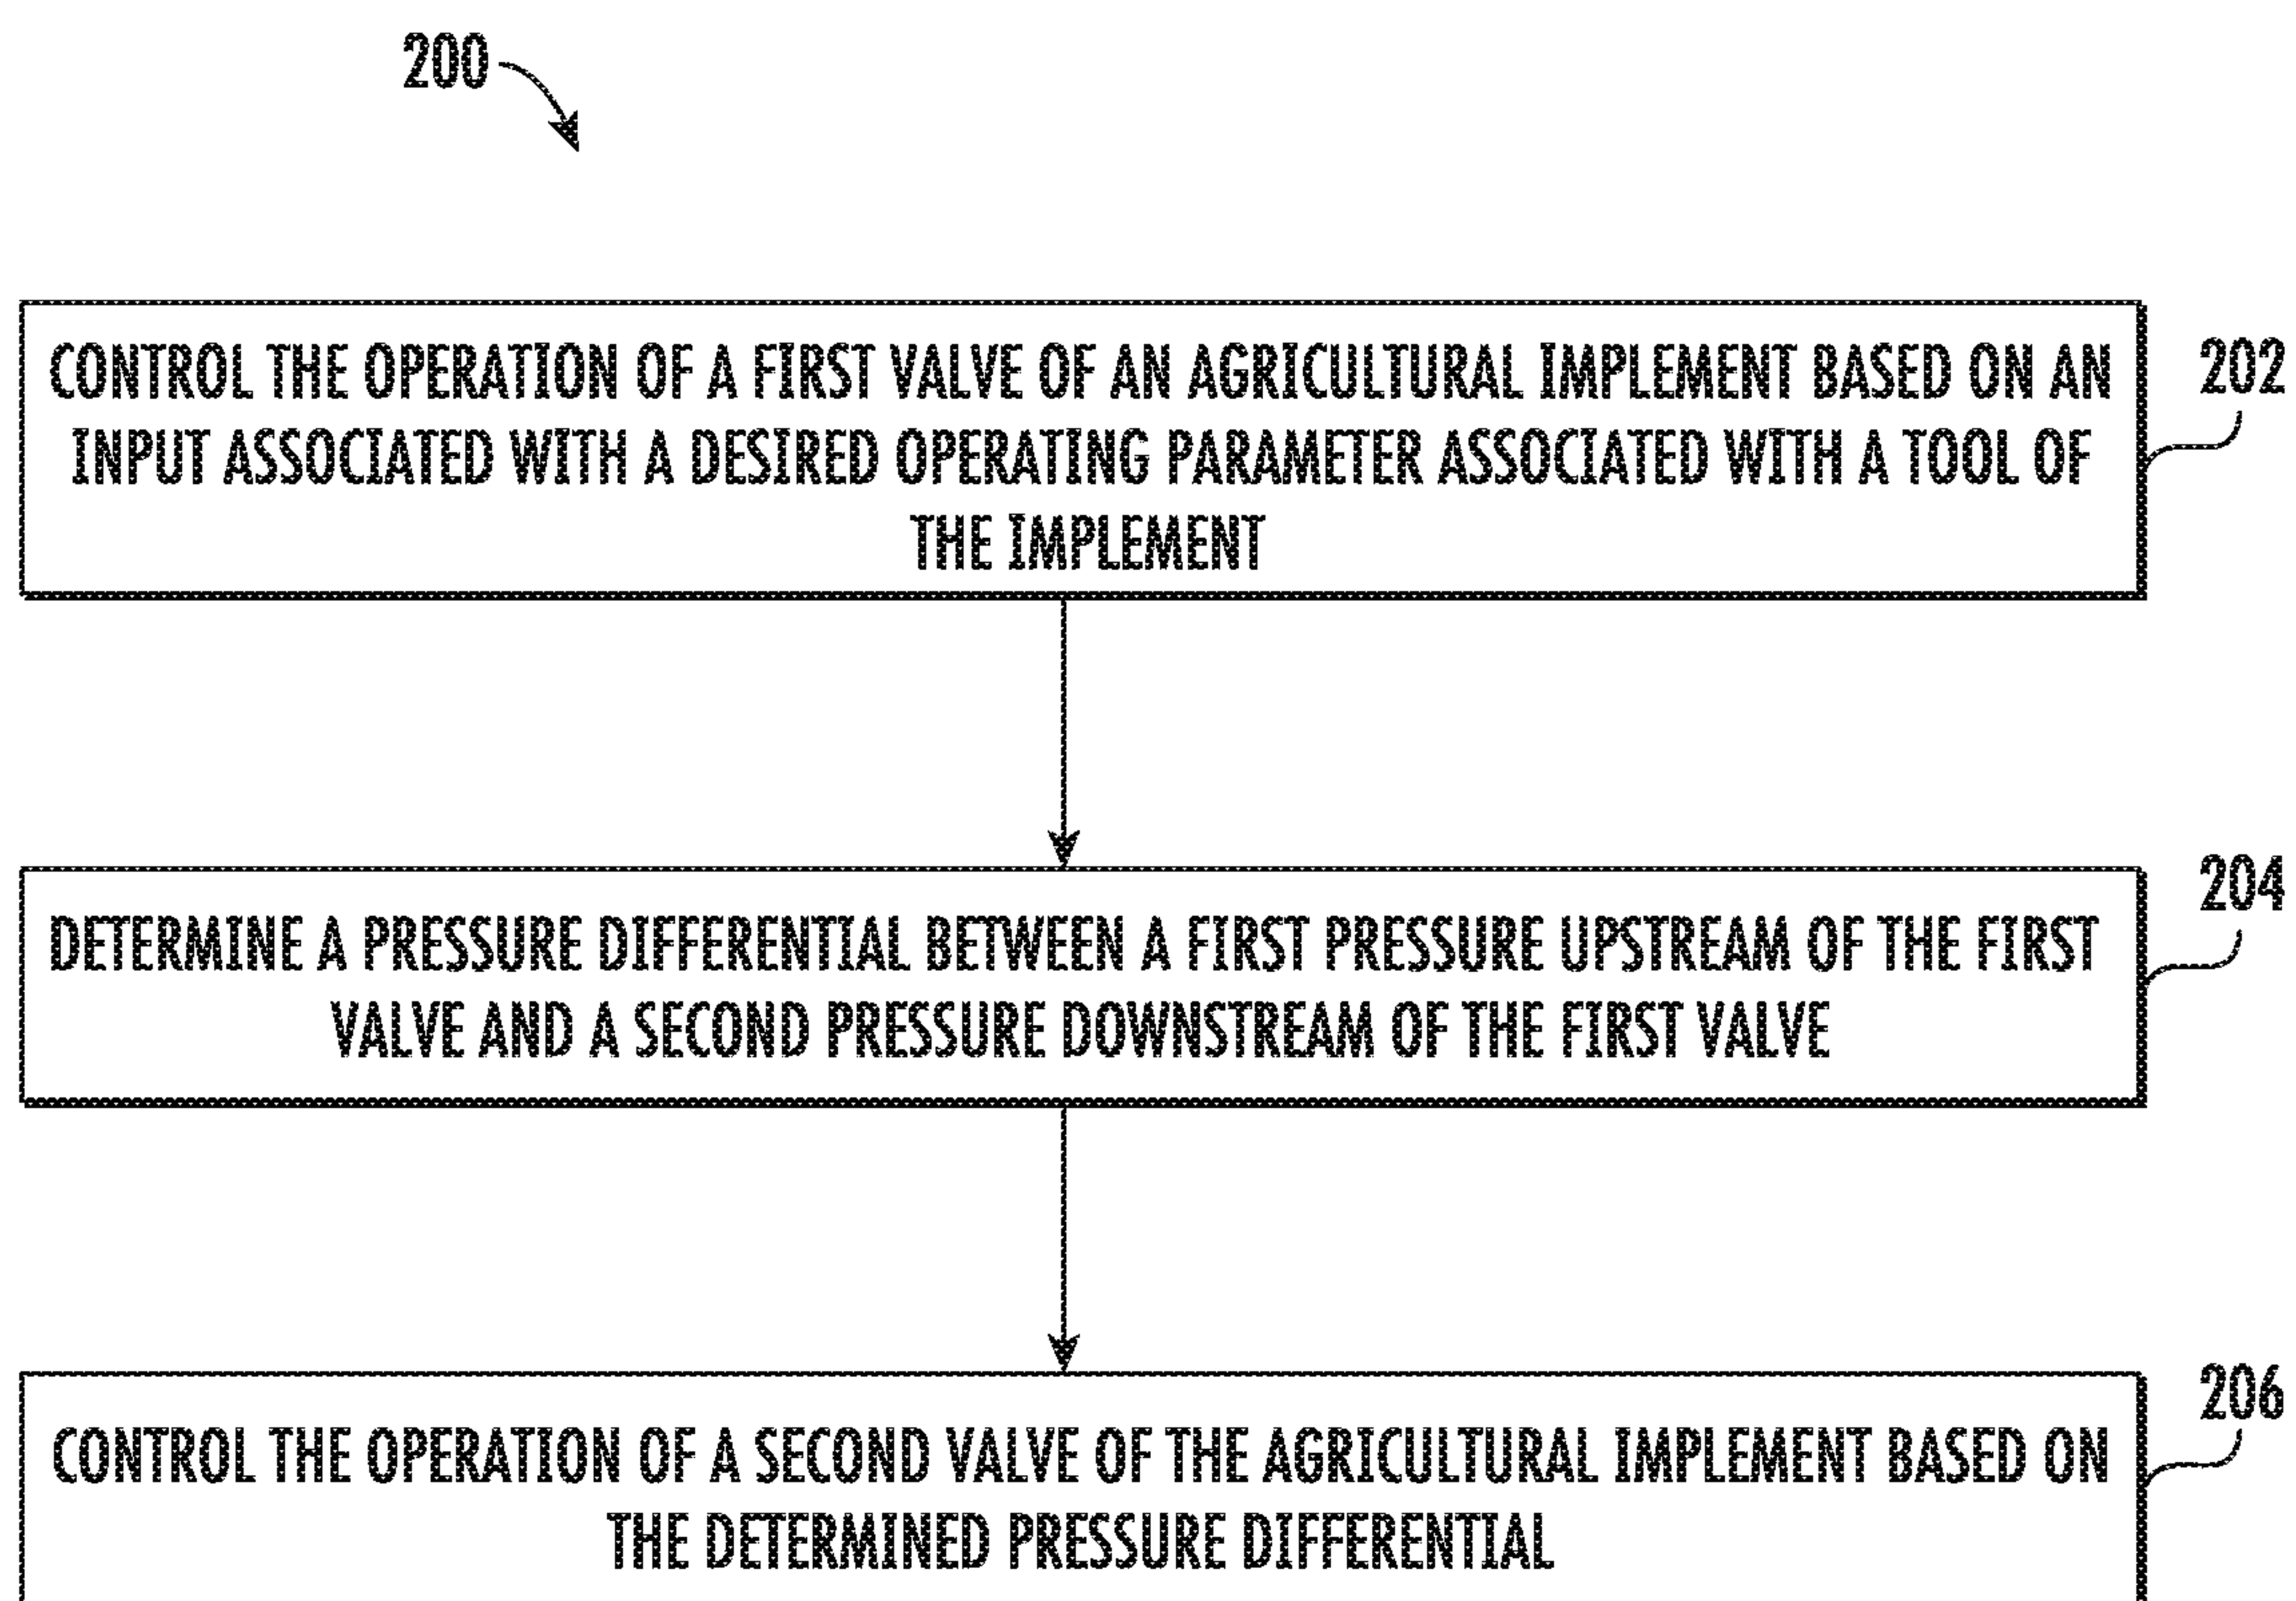 200
CONTROL THE OPERATION OF A FIRST VALVE OF AN AGRICULTURAL IMPLEMENT BASED ON AN
INPUT ASSOCIATED WITH A DESIRED OPERATING PARAMETER ASSOCIATED WITH A TOOL OF
THE IMPLEMENT
202
DETERMINE A PRESSURE DIFFERENTIAL BETWEEN A FIRST PRESSURE UPSTREAM OF THE FIRST
VALVE AND A SECOND PRESSURE DOWNSTREAM OF THE FIRST VALVE
204
CONTROL THE OPERATION OF A SECOND VALVE OF THE AGRICULTURAL IMPLEMENT BASED ON
THE DETERMINED PRESSURE DIFFERENTIAL
206